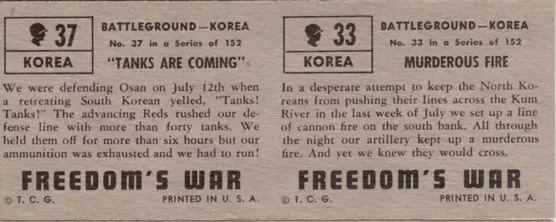 37
KOREA
BATTLEGROUND—KOREA
No. 37 in a Series of 152
"TANKS ARE COMING"
We were defending Osan on July 12th when
a retreating South Korean yelled, "Tanks!
Tanks!" The advancing Reds rushed our de-
fense line with more than forty tanks. We
held them off for more than six hours but our
ammunition was exhausted and we had to run!
FREEDOM'S WAR
© T. C. G. PRINTED IN U. S. A.
33
KOREA
BATTLEGROUND—KOREA
No. 33 in a Series of 152
MURDEROUS FIRE
In a desperate attempt to keep the North Ko-
reans from pushing their lines across the Kum
River in the last week of July we set up a line
of cannon fire on the south bank. All through
the night our artillery kept up a murderous
fire. And yet we knew they would cross.
FREEDOM'S WAR
© T. C. G. PRINTED IN U. S. A.